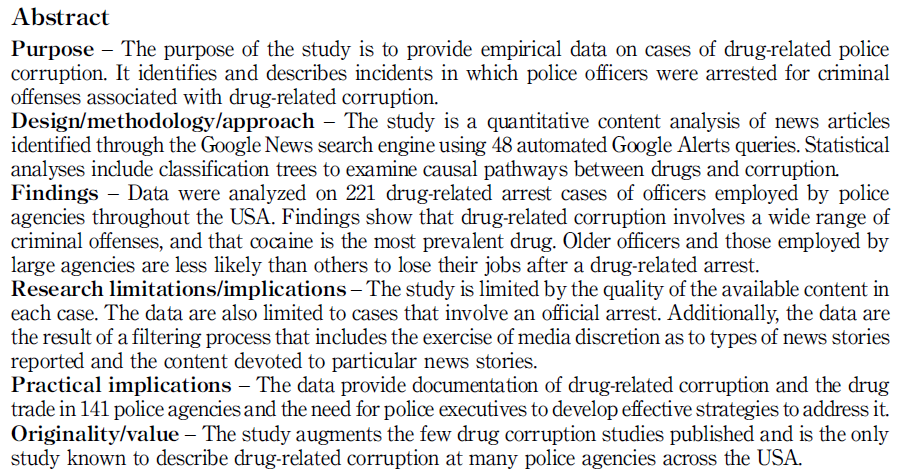 Abstract
Purpose – The purpose of the study is to provide empirical data on cases of drug-related police
corruption. It identifies and describes incidents in which police officers were arrested for criminal
offenses associated with drug-related corruption.
Design/methodology/approach – The study is a quantitative content analysis of news articles
identified through the Google News search engine using 48 automated Google Alerts queries. Statistical
analyses include classification trees to examine causal pathways between drugs and corruption.
Findings – Data were analyzed on 221 drug-related arrest cases of officers employed by police
agencies throughout the USA. Findings show that drug-related corruption involves a wide range of
criminal offenses, and that cocaine is the most prevalent drug. Older officers and those employed by
large agencies are less likely than others to lose their jobs after a drug-related arrest.
Research limitations/implications – The study is limited by the quality of the available content in
each case. The data are also limited to cases that involve an official arrest. Additionally, the data are
the result of a filtering process that includes the exercise of media discretion as to types of news stories
reported and the content devoted to particular news stories.
Practical implications – The data provide documentation of drug-related corruption and the drug
trade in 141 police agencies and the need for police executives to develop effective strategies to address it.
Originality/value – The study augments the few drug corruption studies published and is the only
study known to describe drug-related corruption at many police agencies across the USA.